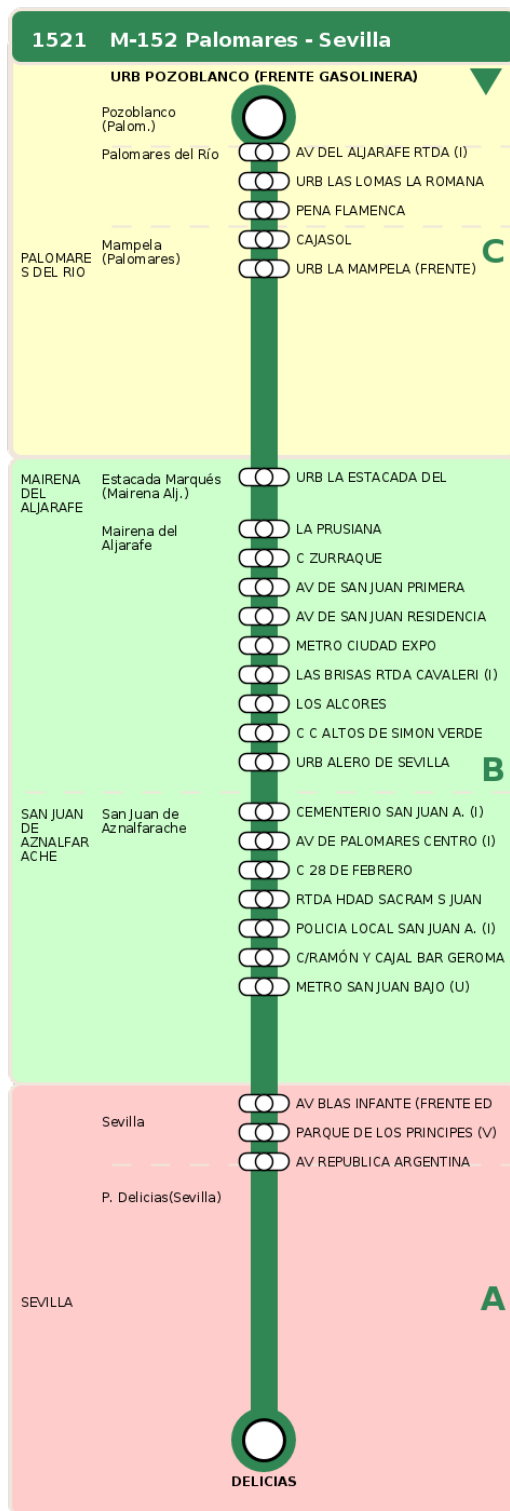 1521 M-152 Palomares - Sevilla
URB POZOBLANCO (FRENTE GASOLINERA)
Pozoblanco
(Palom.)
Palomares del Río
AV DEL ALJARAFE RTDA (I)
URB LAS LOMAS LA ROMANA
PENA FLAMENCA
Mampela
(Palomares)
CAJASOL
PALOMARE
S DEL RIO
URB LA MAMPELA (FRENTE)
C
MAIRENA
DEL
ALJARAFE
Estacada Marqués
(Mairena Alj.)
URB LA ESTACADA DEL
Mairena del
Aljarafe
LA PRUSIANA
C ZURRAQUE
AV DE SAN JUAN PRIMERA
AV DE SAN JUAN RESIDENCIA
METRO CIUDAD EXPO
LAS BRISAS RTDA CAVALERI (I)
LOS ALCORES
C C ALTOS DE SIMON VERDE
URB ALERO DE SEVILLA
B
SAN JUAN
DE
AZNALFAR
ACHE
San Juan de
Aznalfarache
CEMENTERIO SAN JUAN A. (I)
AV DE PALOMARES CENTRO (I)
C 28 DE FEBRERO
RTDA HDAD SACRAM S JUAN
POLICIA LOCAL SAN JUAN A. (I)
C/RAMÓN Y CAJAL BAR GEROMA
METRO SAN JUAN BAJO (U)
Sevilla
AV BLAS INFANTE (FRENTE ED
PARQUE DE LOS PRINCIPES (V)
AV REPUBLICA ARGENTINA
P. Delicias(Sevilla)
SEVILLA
A
DELICIAS